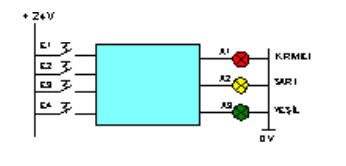 + 24V
E1
E2
E3
E4
A1
KIRMIZI
A2
SARI
A3
YEŞİL
0V